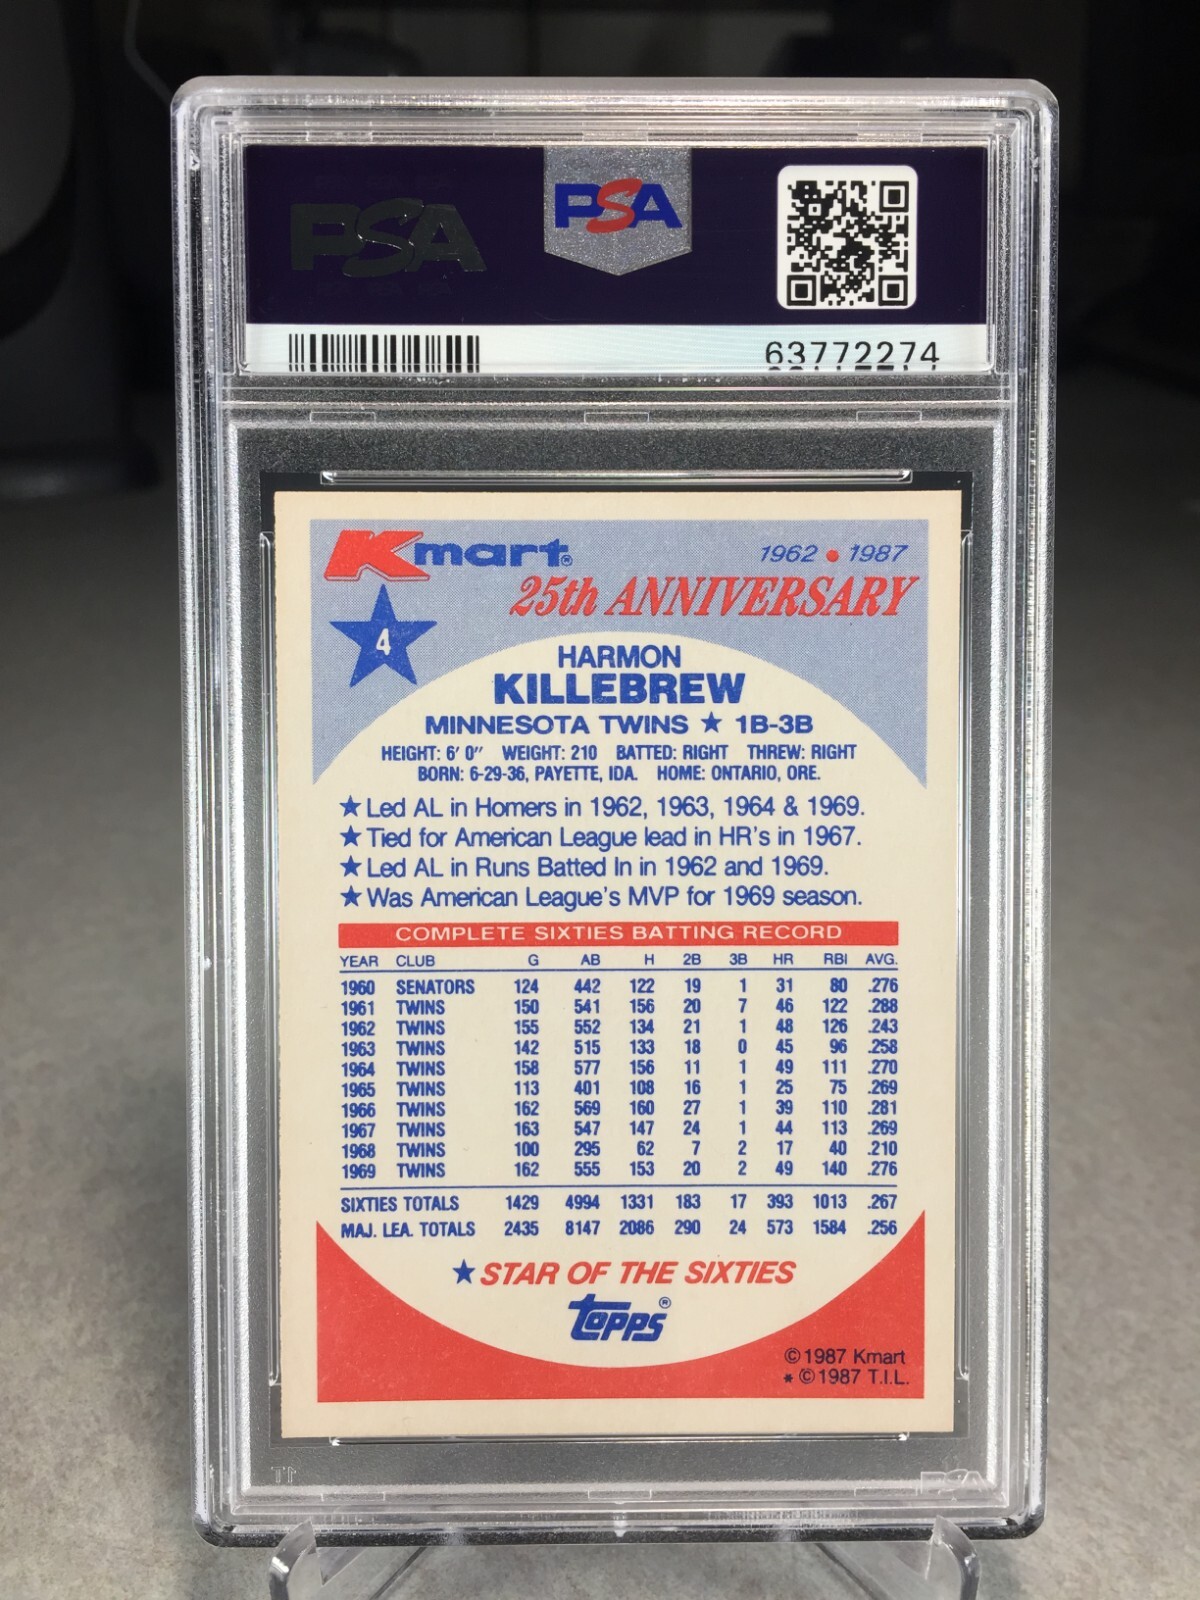 PSA PSA
63772274
Kmart® 1962 • 1987
25th ANNIVERSARY
4
HARMON
KILLEBREW
MINNESOTA TWINS ★ 1B-3B
HEIGHT: 6' 0" WEIGHT: 210 BATTED: RIGHT THREW: RIGHT
BORN: 6-29-36, PAYETTE, IDA. HOME: ONTARIO, ORE.
★ Led AL in Homers in 1962, 1963, 1964 & 1969.
★ Tied for American League lead in HR's in 1967.
★ Led AL in Runs Batted In in 1962 and 1969.
★ Was American League's MVP for 1969 season.
COMPLETE SIXTIES BATTING RECORD
YEAR CLUB G AB H 2B 3B HR RBI AVG.
1960 SENATORS 124 442 122 19 1 31 80 .276
1961 TWINS 150 541 156 20 7 46 122 .288
1962 TWINS 155 552 134 21 1 48 126 .243
1963 TWINS 142 515 133 18 0 45 96 .258
1964 TWINS 158 577 156 11 1 49 111 .270
1965 TWINS 113 401 108 16 1 25 75 .269
1966 TWINS 162 569 160 27 1 39 110 .281
1967 TWINS 163 547 147 24 1 44 113 .269
1968 TWINS 100 295 62 7 2 17 40 .210
1969 TWINS 162 555 153 20 2 49 140 .276
SIXTIES TOTALS 1429 4994 1331 183 17 393 1013 .267
MAJ. LEA. TOTALS 2435 8147 2086 290 24 573 1584 .256
★ STAR OF THE SIXTIES
topps®
©1987 Kmart
* ©1987 T.I.L.
PSA